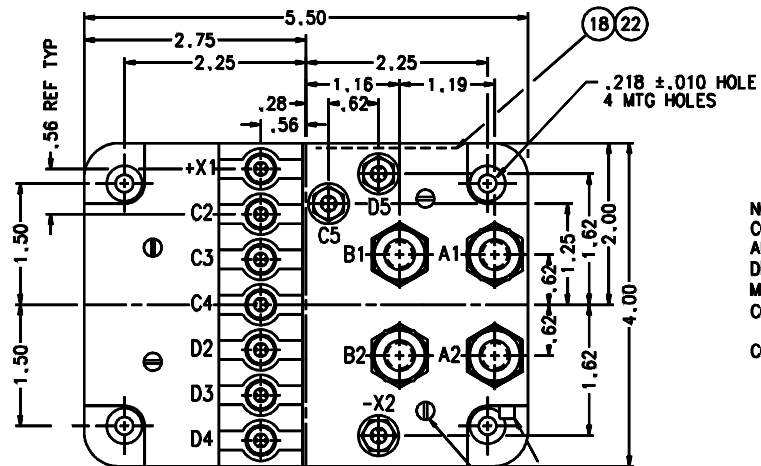 5.50
2.75
2.25
2.25
18 22
1.16
1.19
.28
.62
.56
.56 REF TYP
.218 ±.010 HOLE
4 MTG HOLES
+X1
C2
C3
C4
D2
D3
D4
D5
C5
B1
A1
B2
A2
-X2
1.50
1.50
.62
.62
1.25
1.62
2.00
1.62
4.00